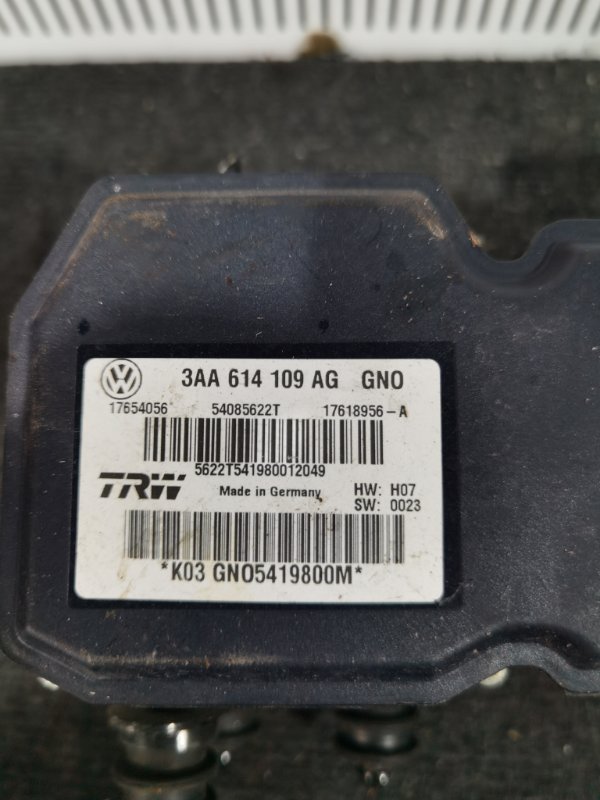 3AA 614 109 AG GNO
17654056 54085622T 17618956-A
5622T541980012049
TRW Made in Germany HW: H07
SW: 0023
*K03 GNO5419800M*